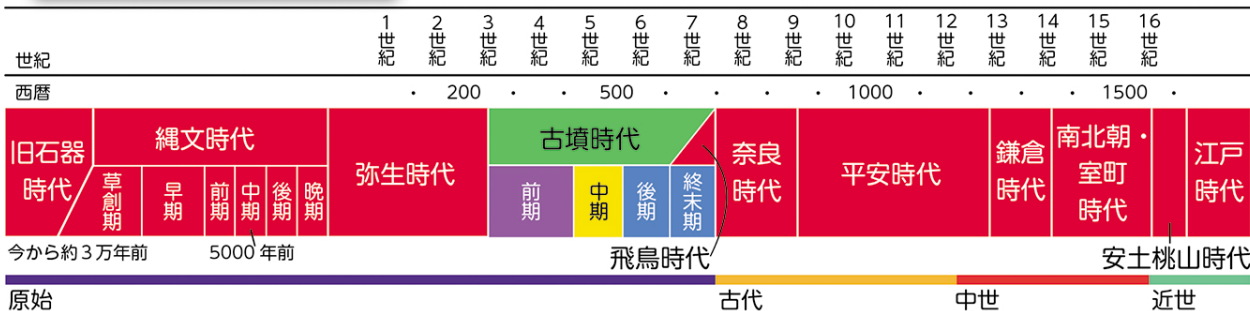 世紀
1世紀
2世紀
3世紀
4世紀
5世紀
6世紀
7世紀
8世紀
9世紀
10世紀
11世紀
12世紀
13世紀
14世紀
15世紀
16世紀
西暦 ・ 200 ・ ・ 500 ・ ・ ・ ・ 1000 ・ ・ ・ ・ 1500 ・
旧石器
時代
縄文時代
草創期
早期
前期
中期
後期
晩期
弥生時代
古墳時代
前期
中期
後期
終末期
奈良
時代
平安時代
鎌倉
時代
南北朝・
室町
時代
江戸
時代
今から約3万年前
5000年前
飛鳥時代
安土桃山時代
原始
古代
中世
近世